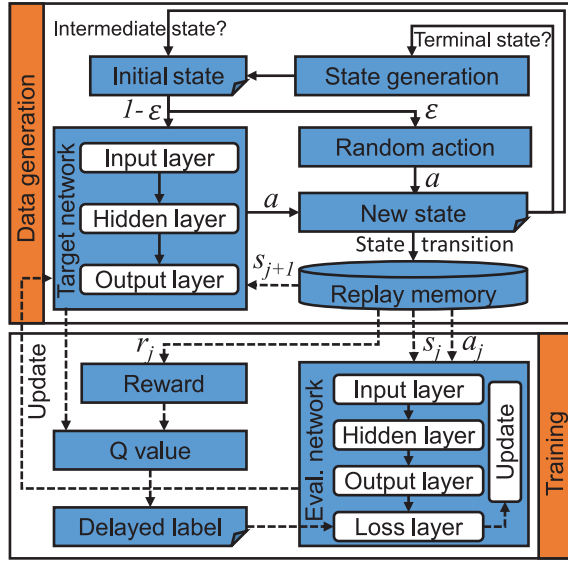 Data generation
Intermediate state?
Terminal state?
Initial state
State generation
1- ε
ε
Target network
Input layer
Hidden layer
Output layer
Random action
a
a
New state
State transition
s_{j+1}
Replay memory
Update
r_j
s_j
a_j
Reward
Q value
Delayed label
Eval. network
Input layer
Hidden layer
Output layer
Loss layer
Update
Training